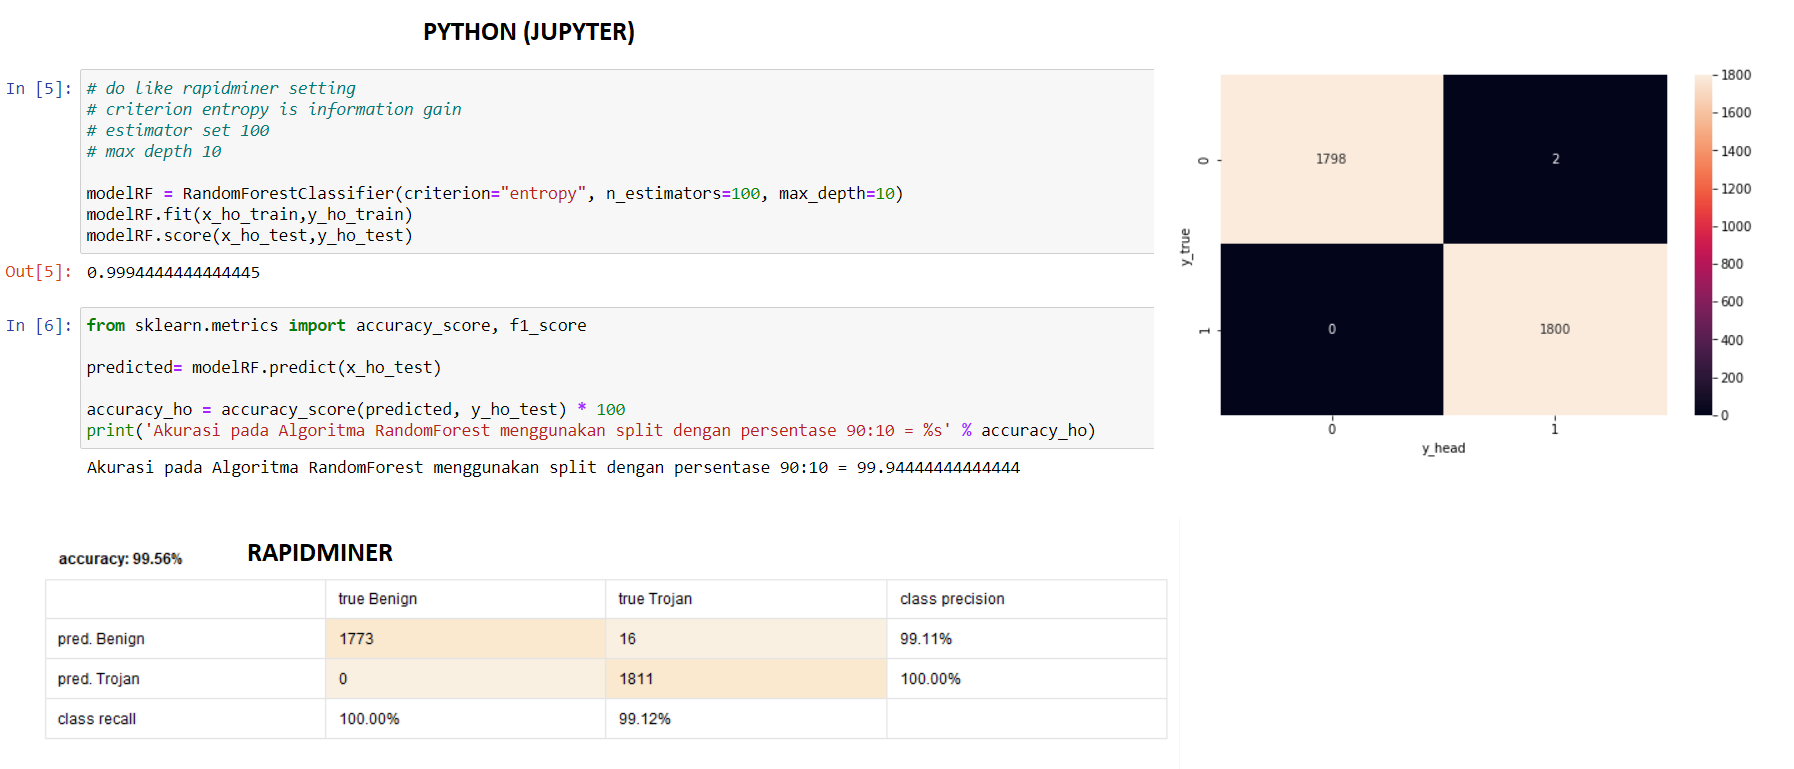 PYTHON (JUPYTER)
In [5]:
# do like rapidminer setting
# criterion entropy is information gain
# estimator set 100
# max depth 10
modelRF = RandomForestClassifier(criterion="entropy", n_estimators=100, max_depth=10)
modelRF.fit(x_ho_train,y_ho_train)
modelRF.score(x_ho_test,y_ho_test)
Out[5]: 0.9994444444444445
In [6]:
from sklearn.metrics import accuracy_score, f1_score
predicted= modelRF.predict(x_ho_test)
accuracy_ho = accuracy_score(predicted, y_ho_test) * 100
print('Akurasi pada Algoritma RandomForest menggunakan split dengan persentase 90:10 = %s' % accuracy_ho)
Akurasi pada Algoritma RandomForest menggunakan split dengan persentase 90:10 = 99.94444444444444
y_true
0
1798 2
1
0 1800
0 1
y_head
1800
1600
1400
1200
1000
800
600
400
200
0
accuracy: 99.56%
RAPIDMINER
true Benign true Trojan class precision
pred. Benign 1773 16 99.11%
pred. Trojan 0 1811 100.00%
class recall 100.00% 99.12%